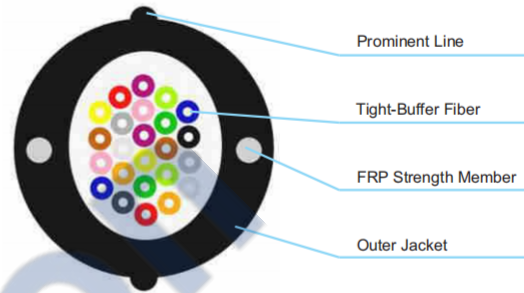 Prominent Line
Tight-Buffer Fiber
FRP Strength Member
Outer Jacket